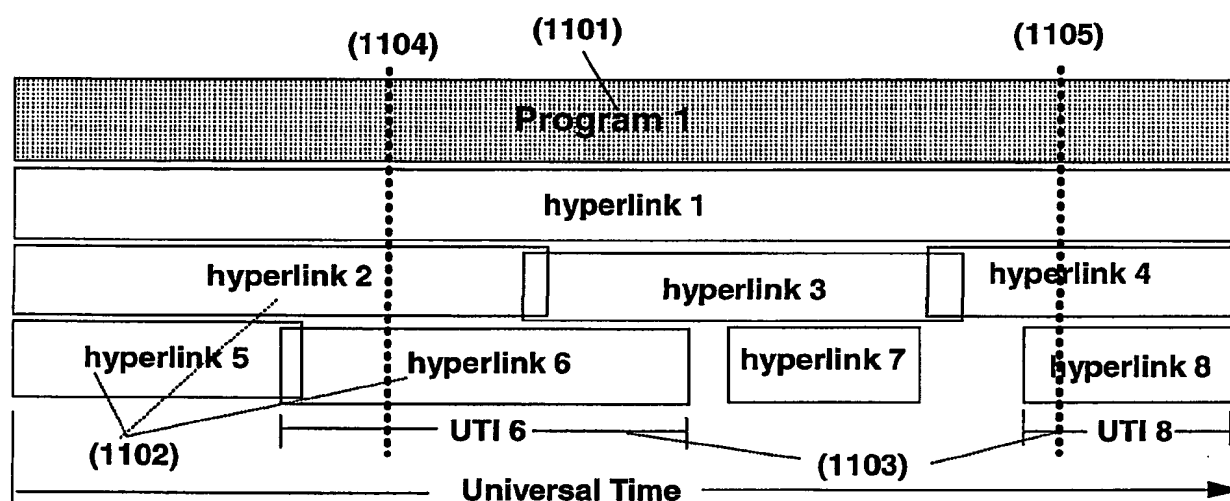 (1104)
(1101)
(1105)
Program 1
hyperlink 1
hyperlink 2
hyperlink 3
hyperlink 4
hyperlink 5
hyperlink 6
hyperlink 7
hyperlink 8
(1102)
UTI 6
(1103)
UTI 8
Universal Time